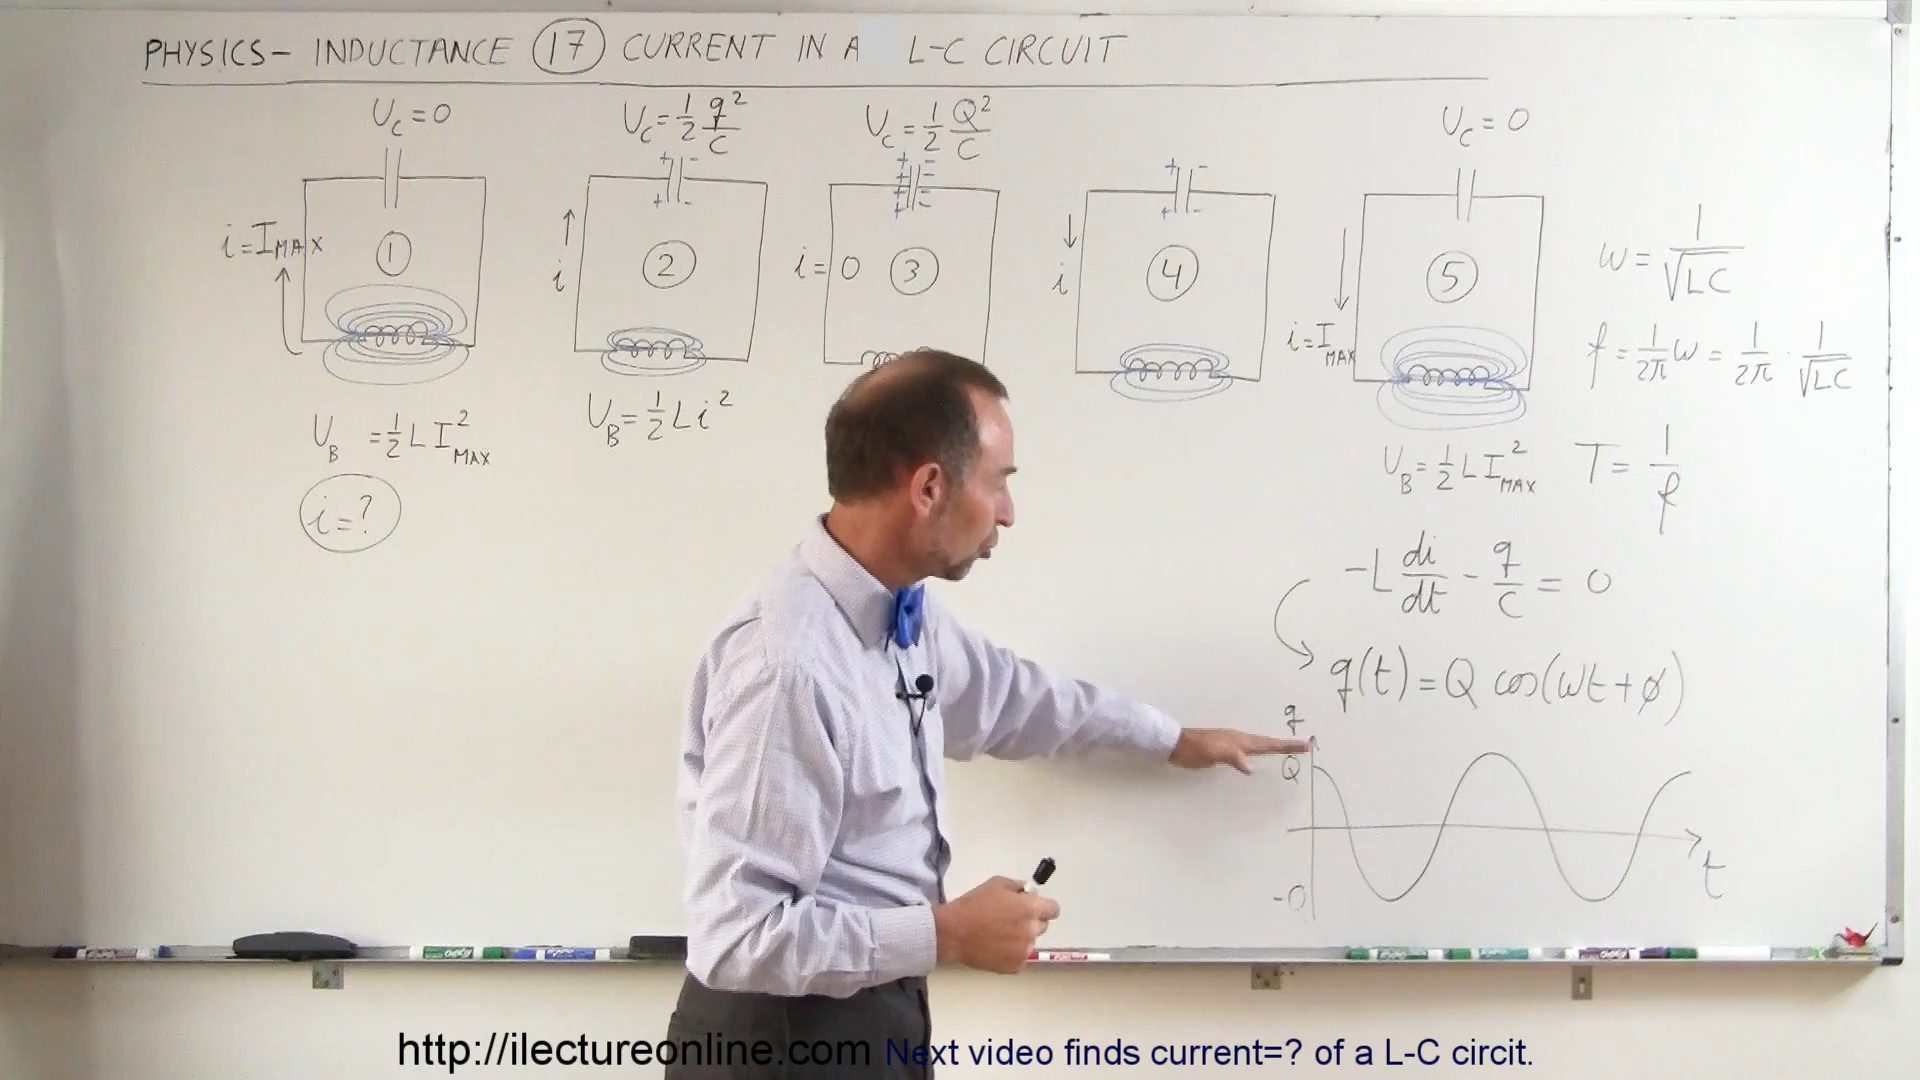 PHYSICS- INDUCTANCE 17 CURRENT IN A L-C CIRCUIT
U_C = 0
U_C = 1/2 q²/C
U_C = 1/2 Q²/C
U_C = 0
+ -
+ -
+ -
+ -
+ -
+ -
+ -
+ -
i = I_MAX
1
i
2
i = 0
3
i
4
i = I_MAX
5
U_B = 1/2 L I²_MAX
U_B = 1/2 L i²
U_B = 1/2 L I²_MAX
i = ?
ω = 1/√LC
f = 1/2π ω = 1/2π · 1/√LC
T = 1/f
-L di/dt - q/C = 0
q(t) = Q cos(ωt + φ)
q
Q
-Q
t
EXPO
http://ilectureonline.com Next video finds current=? of a L-C circit.